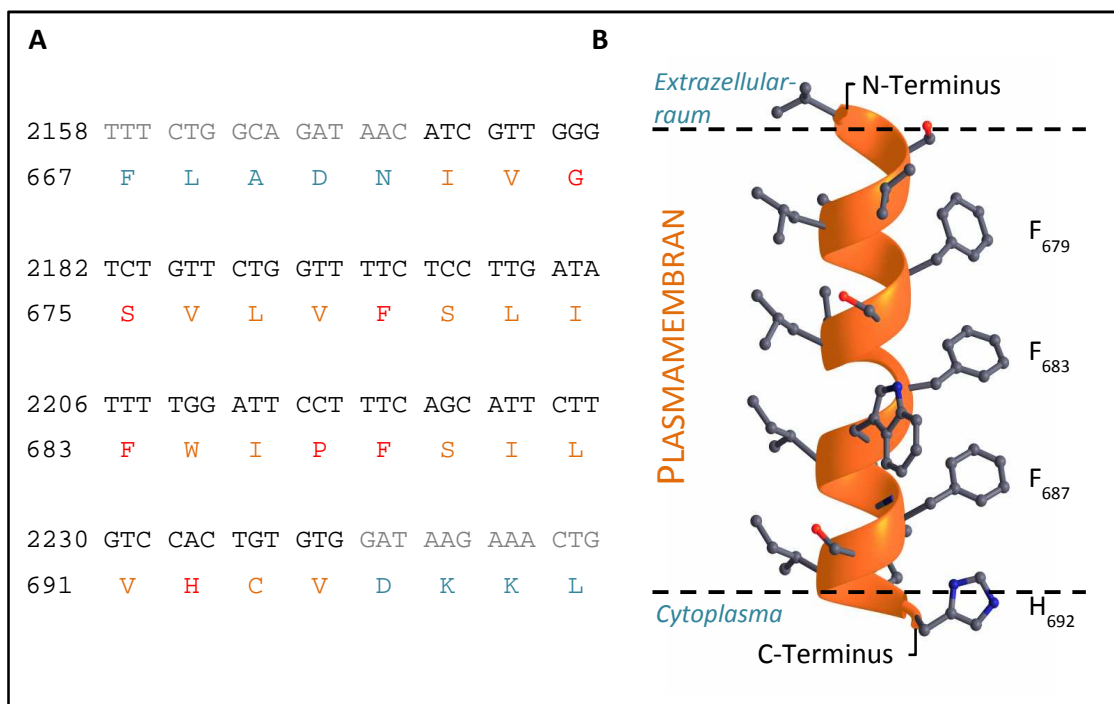 A
2158 TTT CTG GCA GAT AAC ATC GTT GGG
667 F L A D N I V G
2182 TCT GTT CTG GTT TTC TCC TTG ATA
675 S V L V F S L I
2206 TTT TGG ATT CCT TTC AGC ATT CTT
683 F W I P F S I L
2230 GTC CAC TGT GTG GAT AAG AAA CTG
691 V H C V D K K L
B
Extrazellular-
raum
N-Terminus
PLASMAMEMBRAN
F679
F683
F687
H692
Cytoplasma
C-Terminus